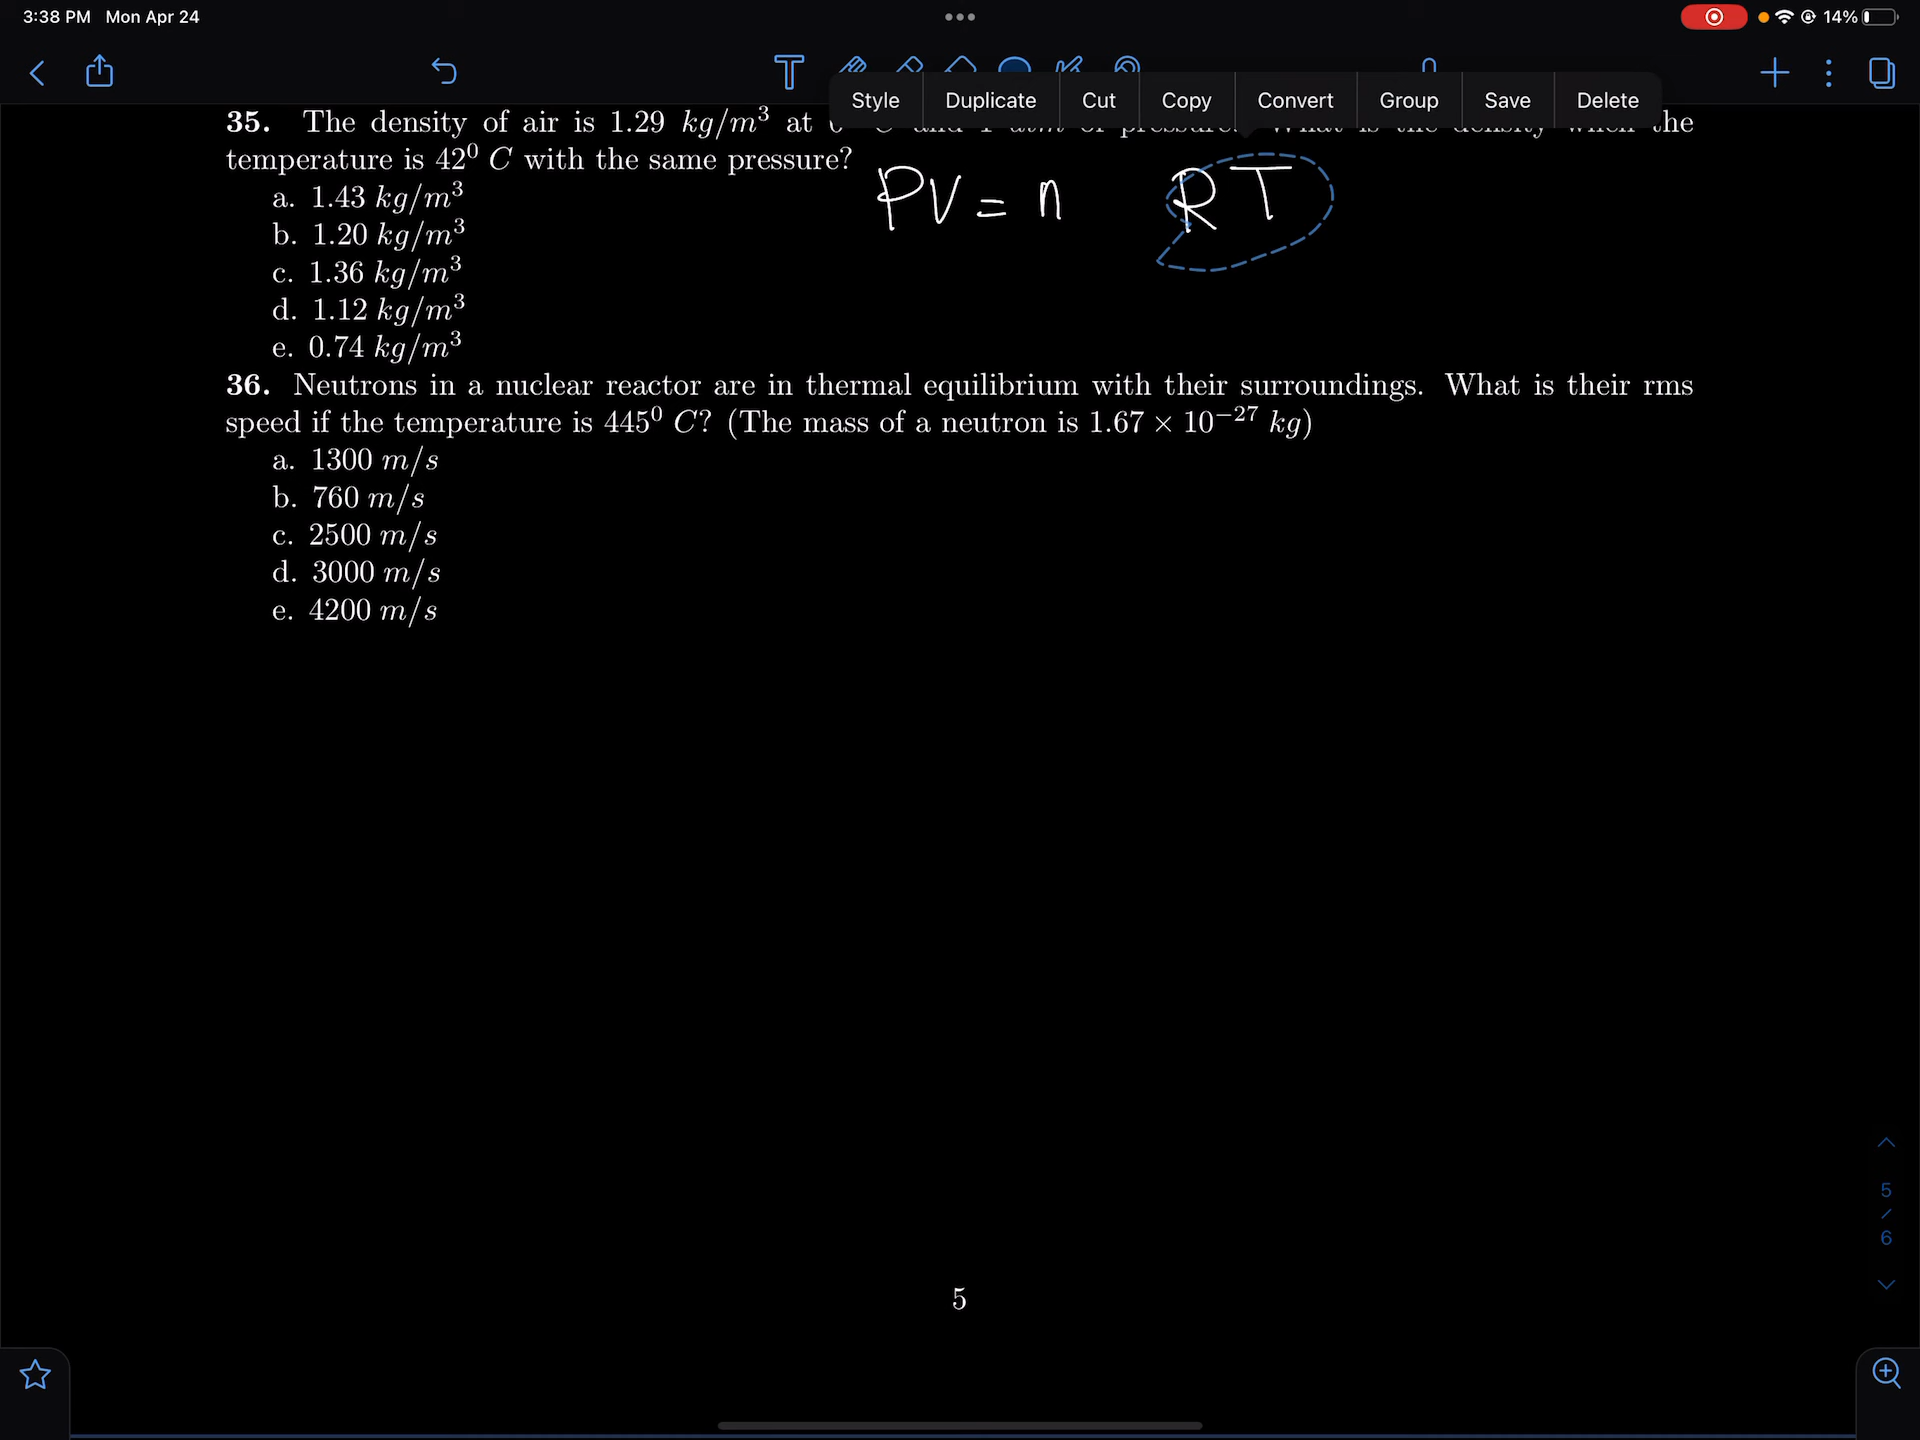 3:38 PM Mon Apr 24
14%
Style Duplicate Cut Copy Convert Group Save Delete
35. The density of air is 1.29 kg/m³ at the
temperature is 42⁰ C with the same pressure?
PV = n RT
a. 1.43 kg/m³
b. 1.20 kg/m³
c. 1.36 kg/m³
d. 1.12 kg/m³
e. 0.74 kg/m³
36. Neutrons in a nuclear reactor are in thermal equilibrium with their surroundings. What is their rms
speed if the temperature is 445⁰ C? (The mass of a neutron is 1.67 × 10⁻²⁷ kg)
a. 1300 m/s
b. 760 m/s
c. 2500 m/s
d. 3000 m/s
e. 4200 m/s
5
/
6
5